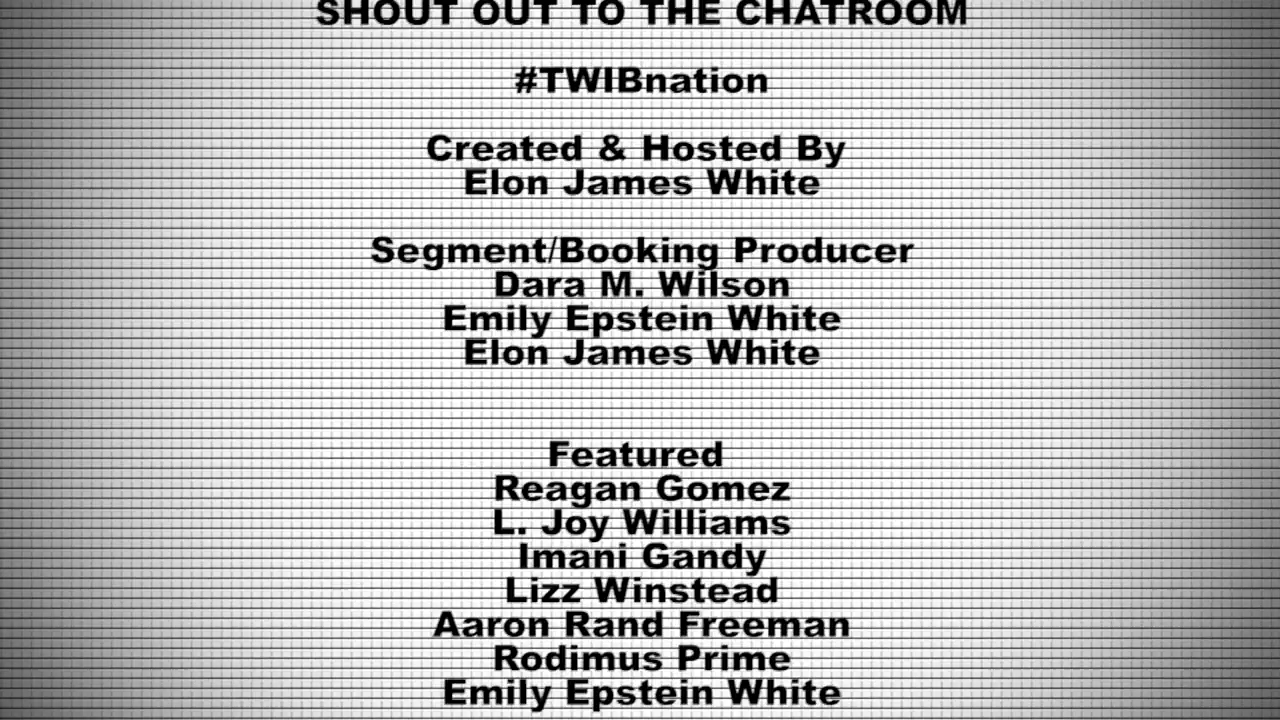 SHOUT OUT TO THE CHATROOM
#TWIBnation
Created & Hosted By
Elon James White
Segment/Booking Producer
Dara M. Wilson
Emily Epstein White
Elon James White
Featured
Reagan Gomez
L. Joy Williams
Imani Gandy
Lizz Winstead
Aaron Rand Freeman
Rodimus Prime
Emily Epstein White